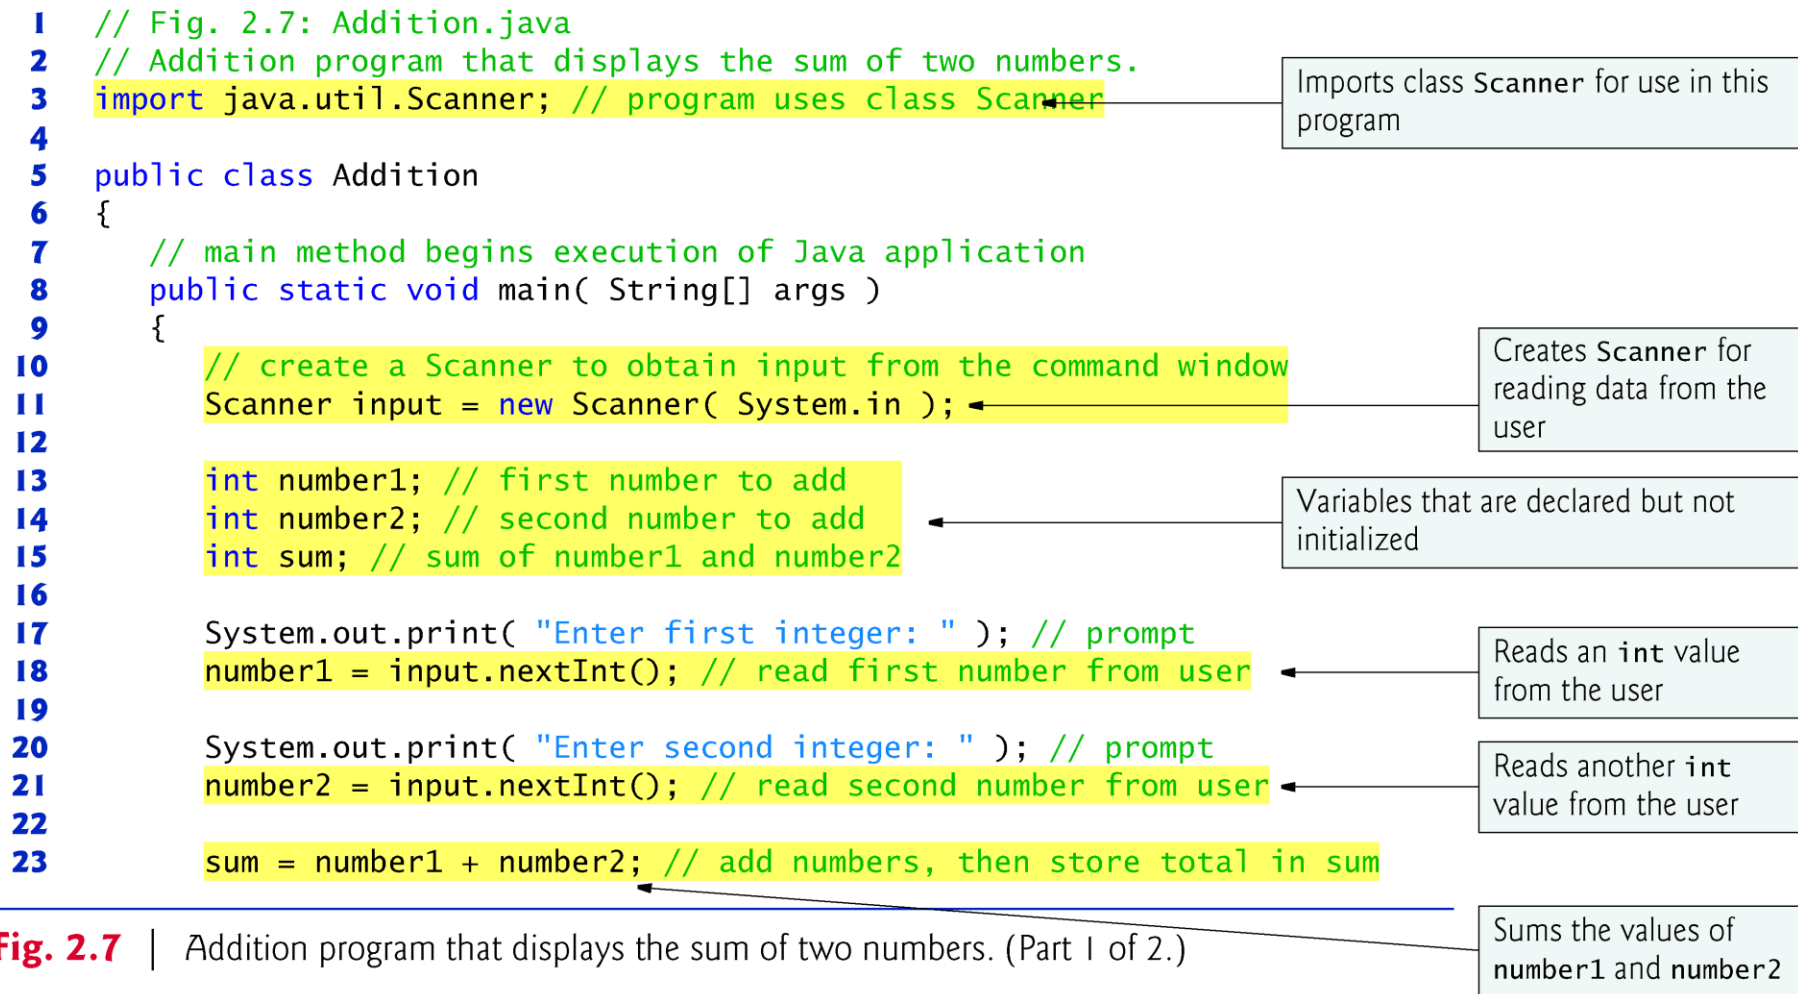 1 // Fig. 2.7: Addition.java
2 // Addition program that displays the sum of two numbers.
3 import java.util.Scanner; // program uses class Scanner
Imports class Scanner for use in this
program
4
5 public class Addition
6 {
7 // main method begins execution of Java application
8 public static void main( String[] args )
9 {
10 // create a Scanner to obtain input from the command window
11 Scanner input = new Scanner( System.in );
Creates Scanner for
reading data from the
user
12
13 int number1; // first number to add
14 int number2; // second number to add
15 int sum; // sum of number1 and number2
Variables that are declared but not
initialized
16
17 System.out.print( "Enter first integer: " ); // prompt
18 number1 = input.nextInt(); // read first number from user
Reads an int value
from the user
19
20 System.out.print( "Enter second integer: " ); // prompt
21 number2 = input.nextInt(); // read second number from user
Reads another int
value from the user
22
23 sum = number1 + number2; // add numbers, then store total in sum
Sums the values of
number1 and number2
Fig. 2.7 | Addition program that displays the sum of two numbers. (Part 1 of 2.)